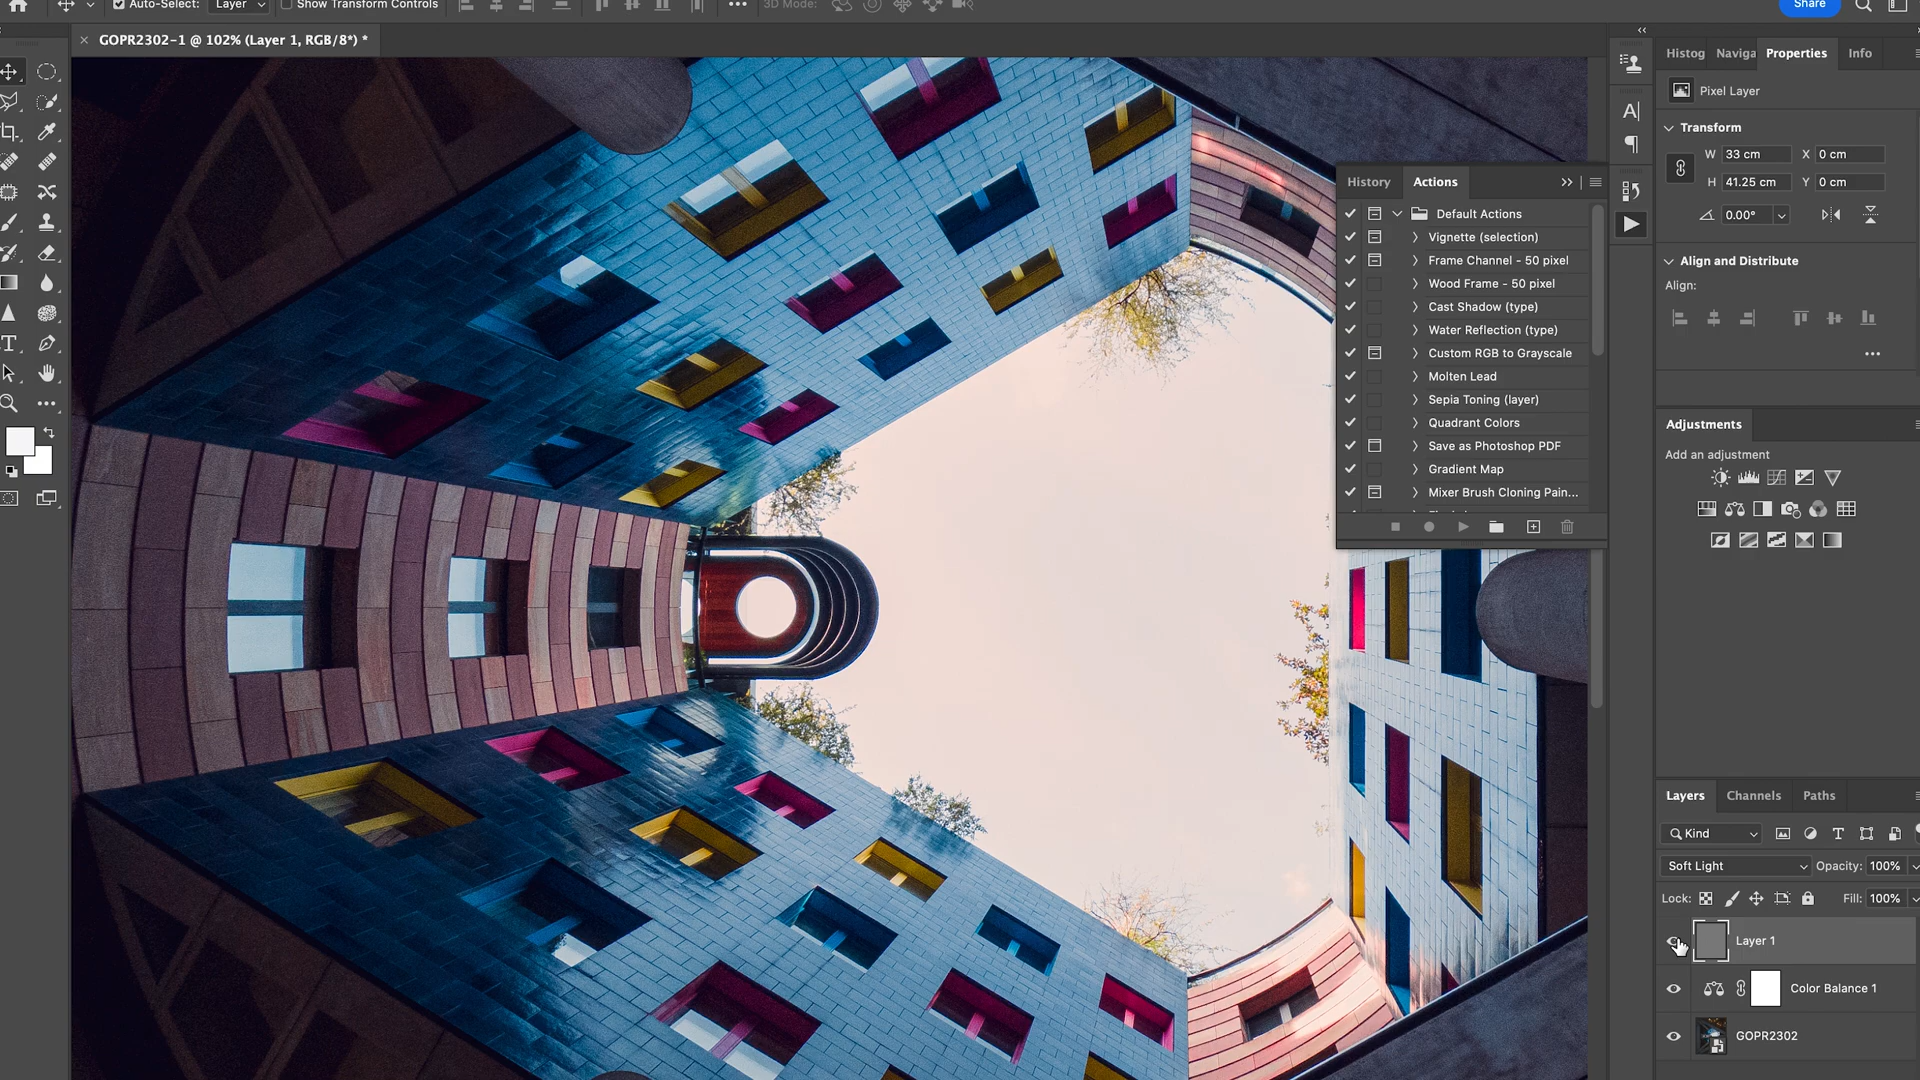 Auto-Select: Layer Show Transform Controls 3D Mode: Share
GOPR2302-1 @ 102% (Layer 1, RGB/8*) *
Histog Naviga Properties Info
Pixel Layer
Transform
W 33 cm X 0 cm
H 41.25 cm Y 0 cm
0.00°
Align and Distribute
Align:
History Actions
Default Actions
Vignette (selection)
Frame Channel - 50 pixel
Wood Frame - 50 pixel
Cast Shadow (type)
Water Reflection (type)
Custom RGB to Grayscale
Molten Lead
Sepia Toning (layer)
Quadrant Colors
Save as Photoshop PDF
Gradient Map
Mixer Brush Cloning Pain...
Adjustments
Add an adjustment
Layers Channels Paths
Kind
Soft Light Opacity: 100%
Lock: Fill: 100%
Layer 1
Color Balance 1
GOPR2302